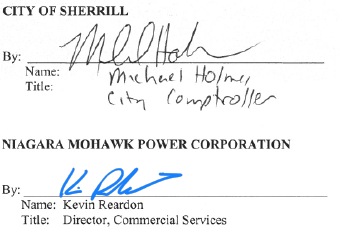 CITY OF SHERRILL
By:
Name: Michael Holmes
Title: City Comptroller
NIAGARA MOHAWK POWER CORPORATION
By:
Name: Kevin Reardon
Title: Director, Commercial Services